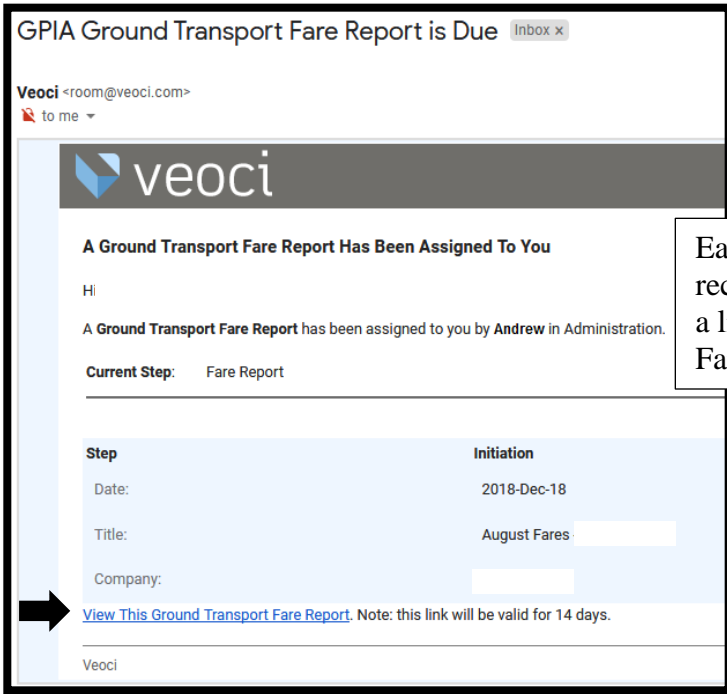 GPIA Ground Transport Fare Report is Due Inbox x
Veoci <room@veoci.com>
to me
veoci
A Ground Transport Fare Report Has Been Assigned To You
Hi
A Ground Transport Fare Report has been assigned to you by Andrew in Administration.
Current Step: Fare Report
Step Initiation
Date: 2018-Dec-18
Title: August Fares
Company:
View This Ground Transport Fare Report. Note: this link will be valid for 14 days.
Veoci
Ea
rec
a l
Fa